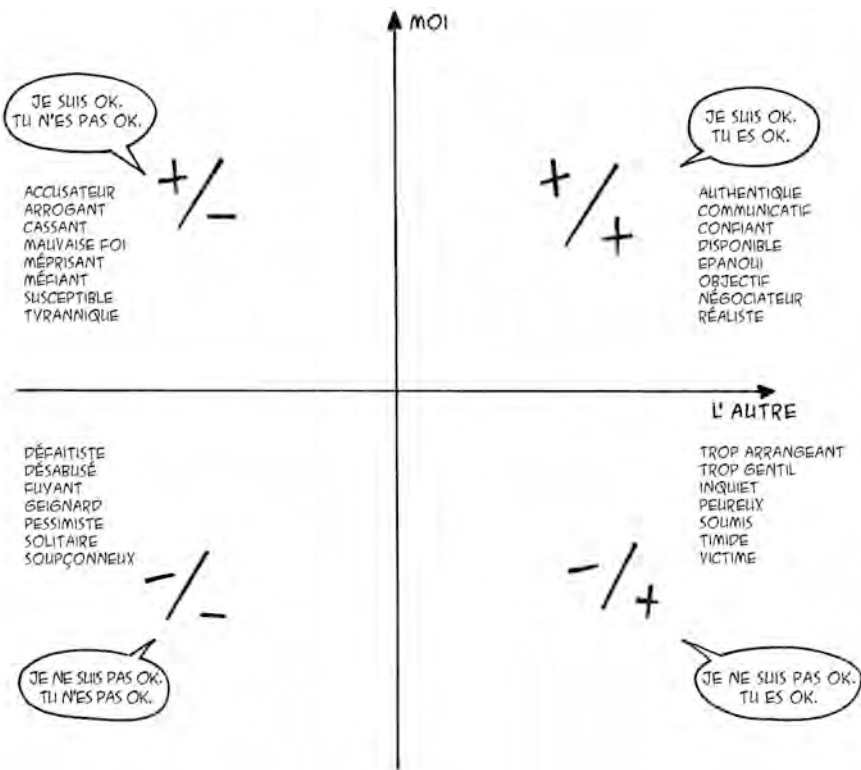 MOI
JE SUIS OK.
TU N'ES PAS OK.
+/-
ACCUSATEUR
ARROGANT
CASSANT
MAUVAISE FOI
MÉPRISANT
MÉFIANT
SUSCEPTIBLE
TYRANNIQUE
JE SUIS OK.
TU ES OK.
+/+
AUTHENTIQUE
COMMUNICATIF
CONFIANT
DISPONIBLE
EPANOUI
OBJECTIF
NÉGOCIATEUR
RÉALISTE
L'AUTRE
DÉFAITISTE
DÉSABUSÉ
FUYANT
GEIGNARD
PESSIMISTE
SOLITAIRE
SOUPÇONNEUX
-/-
JE NE SUIS PAS OK.
TU N'ES PAS OK.
TROP ARRANGEANT
TROP GENTIL
INQUIET
PEUREUX
SOUMIS
TIMIDE
VICTIME
-/+
JE NE SUIS PAS OK.
TU ES OK.